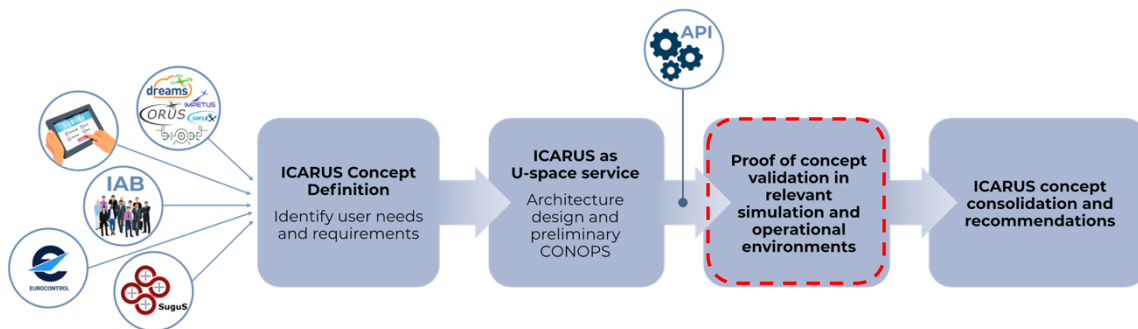 API
dreams
IMPETUS
CORUS
IAB
EUROCONTROL
SuguS
ICARUS Concept
Definition
Identify user needs
and requirements
ICARUS as
U-space service
Architecture
design and
preliminary
CONOPS
Proof of concept
validation in
relevant
simulation and
operational
environments
ICARUS concept
consolidation and
recommendations